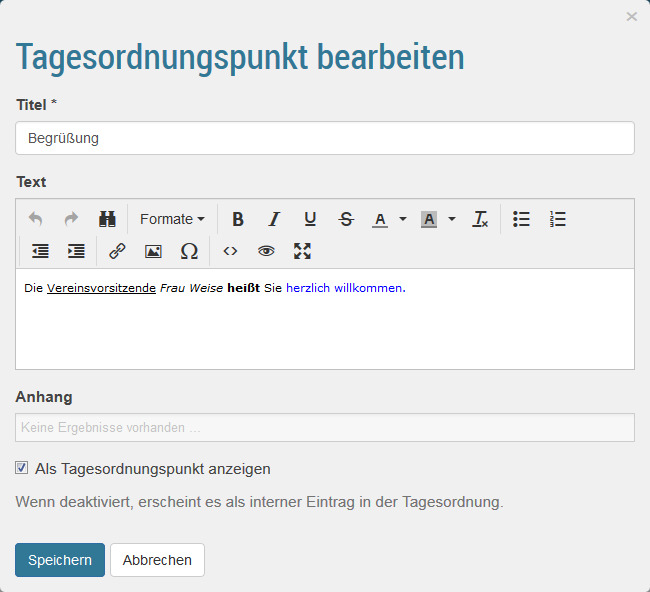 ×
Tagesordnungspunkt bearbeiten
Titel *
Begrüßung
Text
Formate B I U S A A Tx
Ω <>
Die Vereinsvorsitzende Frau Weise heißt Sie herzlich willkommen.
Anhang
Keine Ergebnisse vorhanden ...
Als Tagesordnungspunkt anzeigen
Wenn deaktiviert, erscheint es als interner Eintrag in der Tagesordnung.
Speichern Abbrechen